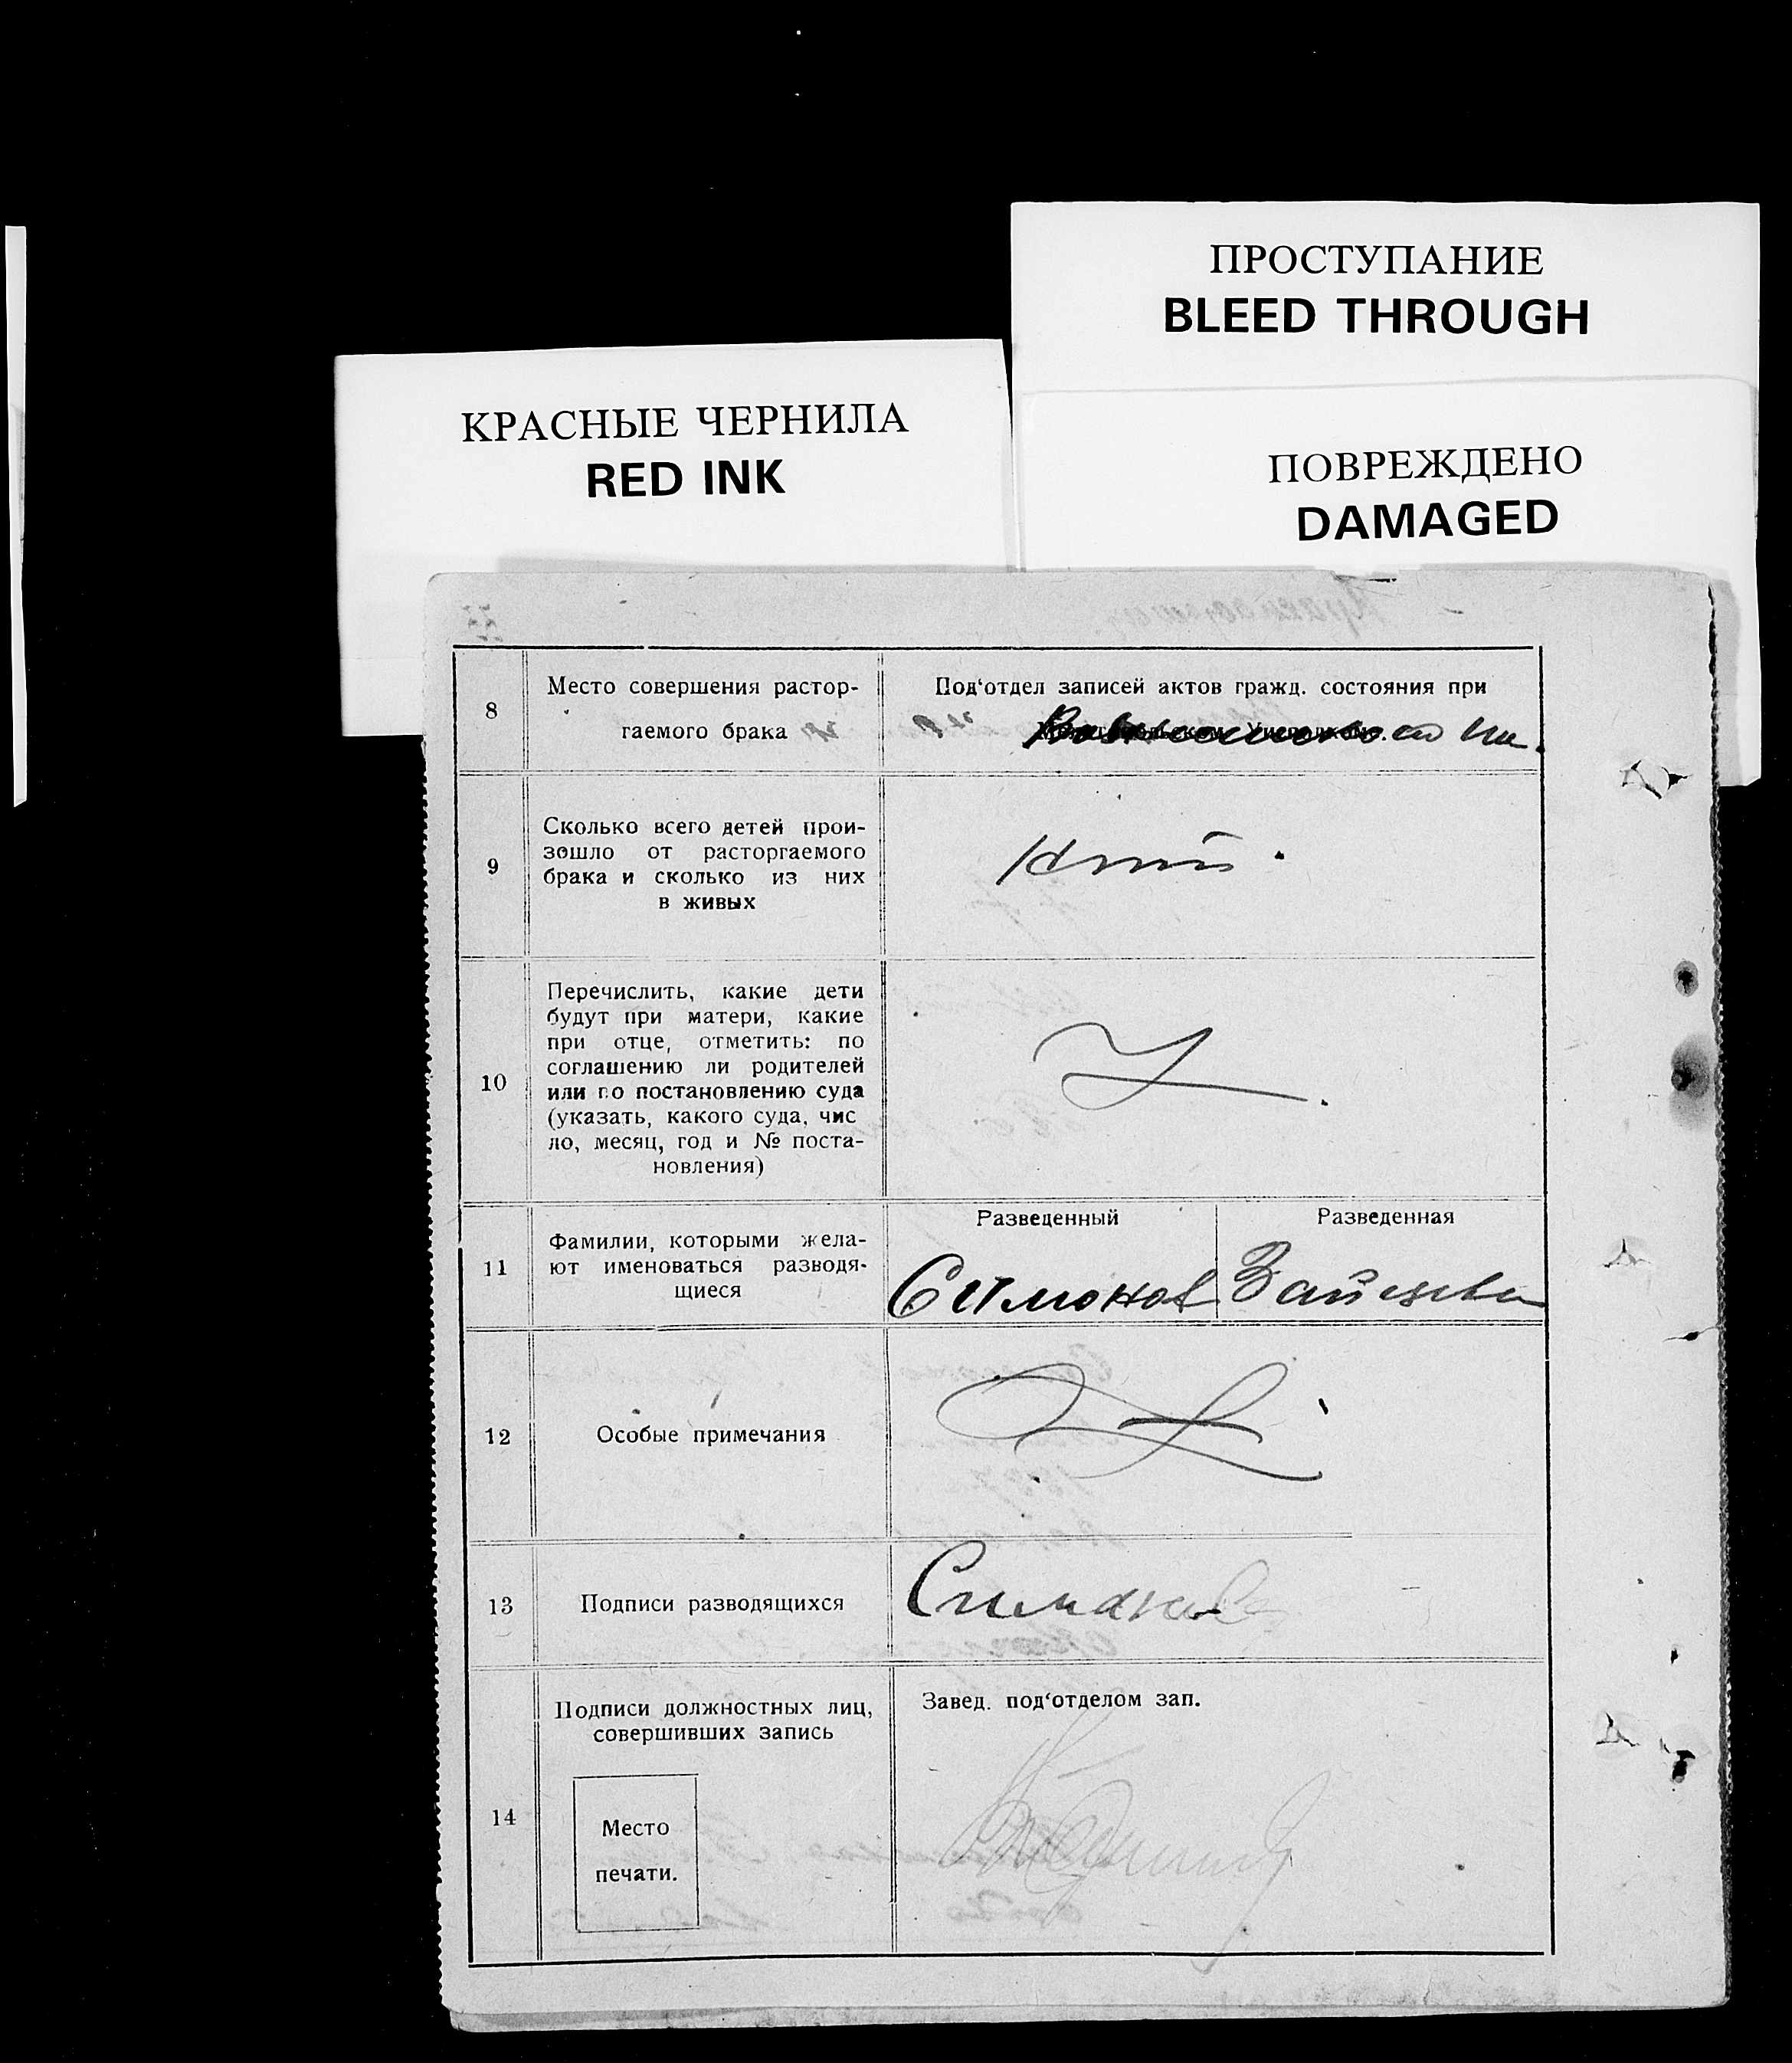 ПРОСТУПАНИЕ
BLEED THROUGH
КРАСНЫЕ ЧЕРНИЛА
RED INK
ПОВРЕЖДЕНО
DAMAGED
8
Место совершения растор-
гаемого брака
Под‘отдел записей актов гражд. состояния при
9
Сколько всего детей прои-
зошло от расторгаемого
брака и сколько из них
в живых
10
Перечислить, какие дети
будут при матери, какие
при отце, отметить: по
соглашению ли родителей
или по постановлению суда
(указать, какого суда, чис
ло, месяц, год и № поста-
новления)
11
Фамилии, которыми жела-
ют именоваться разводя-
щиеся
Разведенный
Симонов
Разведенная
Зайцева
12
Особые примечания
13
Подписи разводящихся
14
Подписи должностных лиц,
совершивших запись
Место
печати.
Завед. под‘отделом зап.